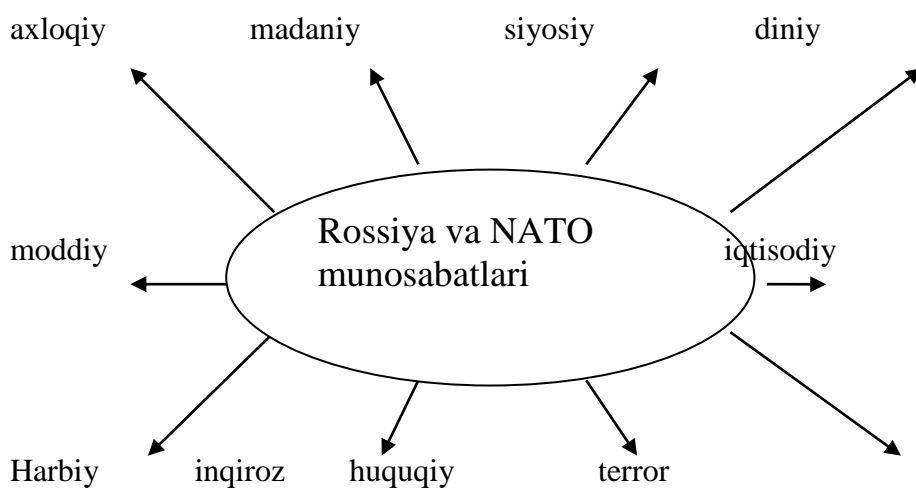 axloqiy madaniy siyosiy diniy
Rossiya va NATO
moddiy iqtisodiy
munosabatlari
Harbiy inqiroz huquqiy terror